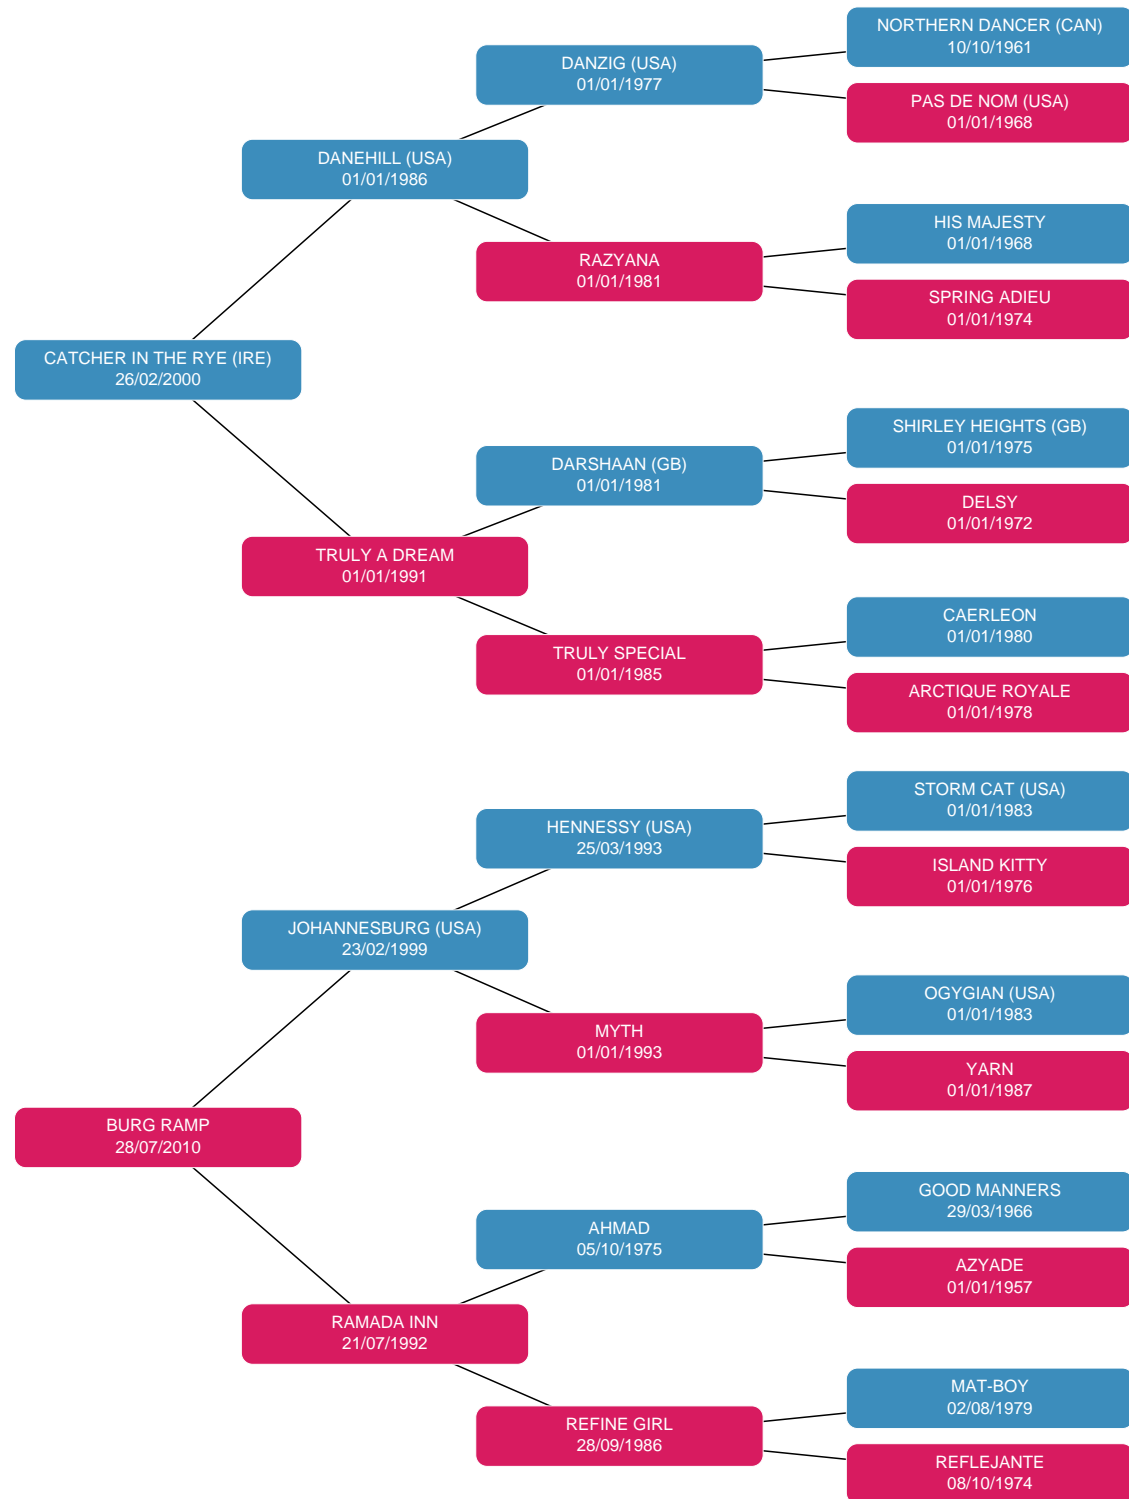 NORTHERN DANCER (CAN)
10/10/1961
DANZIG (USA)
01/01/1977
PAS DE NOM (USA)
01/01/1968
DANEHILL (USA)
01/01/1986
HIS MAJESTY
01/01/1968
RAZYANA
01/01/1981
SPRING ADIEU
01/01/1974
CATCHER IN THE RYE (IRE)
26/02/2000
SHIRLEY HEIGHTS (GB)
01/01/1975
DARSHAAN (GB)
01/01/1981
DELSY
01/01/1972
TRULY A DREAM
01/01/1991
CAERLEON
01/01/1980
TRULY SPECIAL
01/01/1985
ARCTIQUE ROYALE
01/01/1978
STORM CAT (USA)
01/01/1983
HENNESSY (USA)
25/03/1993
ISLAND KITTY
01/01/1976
JOHANNESBURG (USA)
23/02/1999
OGYGIAN (USA)
01/01/1983
MYTH
01/01/1993
YARN
01/01/1987
BURG RAMP
28/07/2010
GOOD MANNERS
29/03/1966
AHMAD
05/10/1975
AZYADE
01/01/1957
RAMADA INN
21/07/1992
MAT-BOY
02/08/1979
REFINE GIRL
28/09/1986
REFLEJANTE
08/10/1974